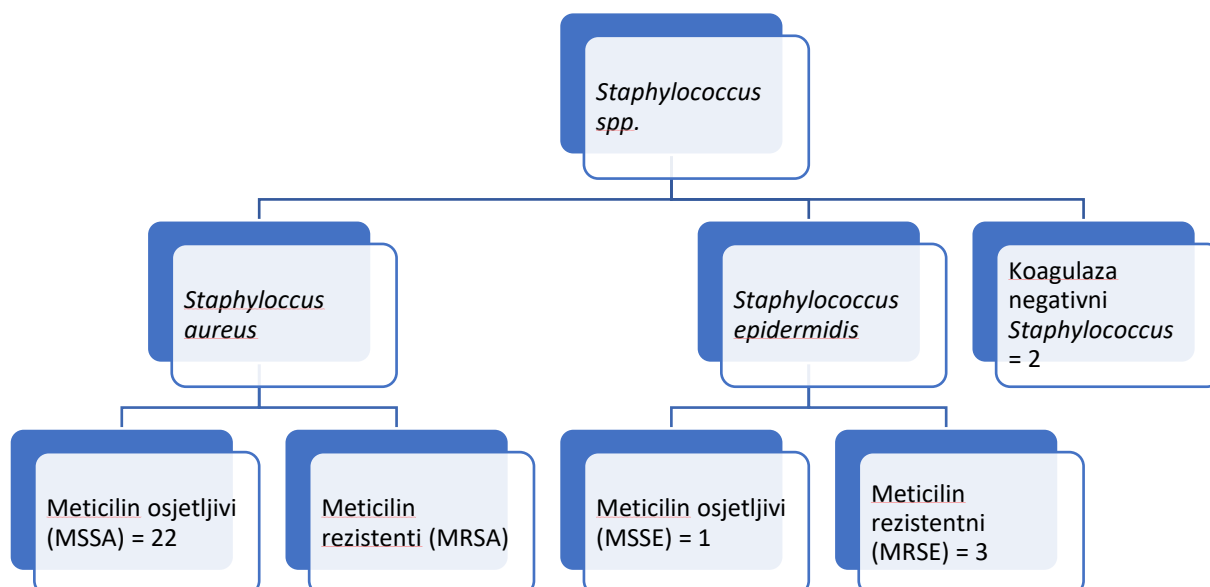 Staphylococcus
spp.
Staphyloccus
aureus
Staphylococcus
epidermidis
Koagulaza
negativni
Staphylococcus
= 2
Meticilin osjetljivi
(MSSA) = 22
Meticilin
rezistenti (MRSA)
Meticilin osjetljivi
(MSSE) = 1
Meticilin
rezistentni
(MRSE) = 3